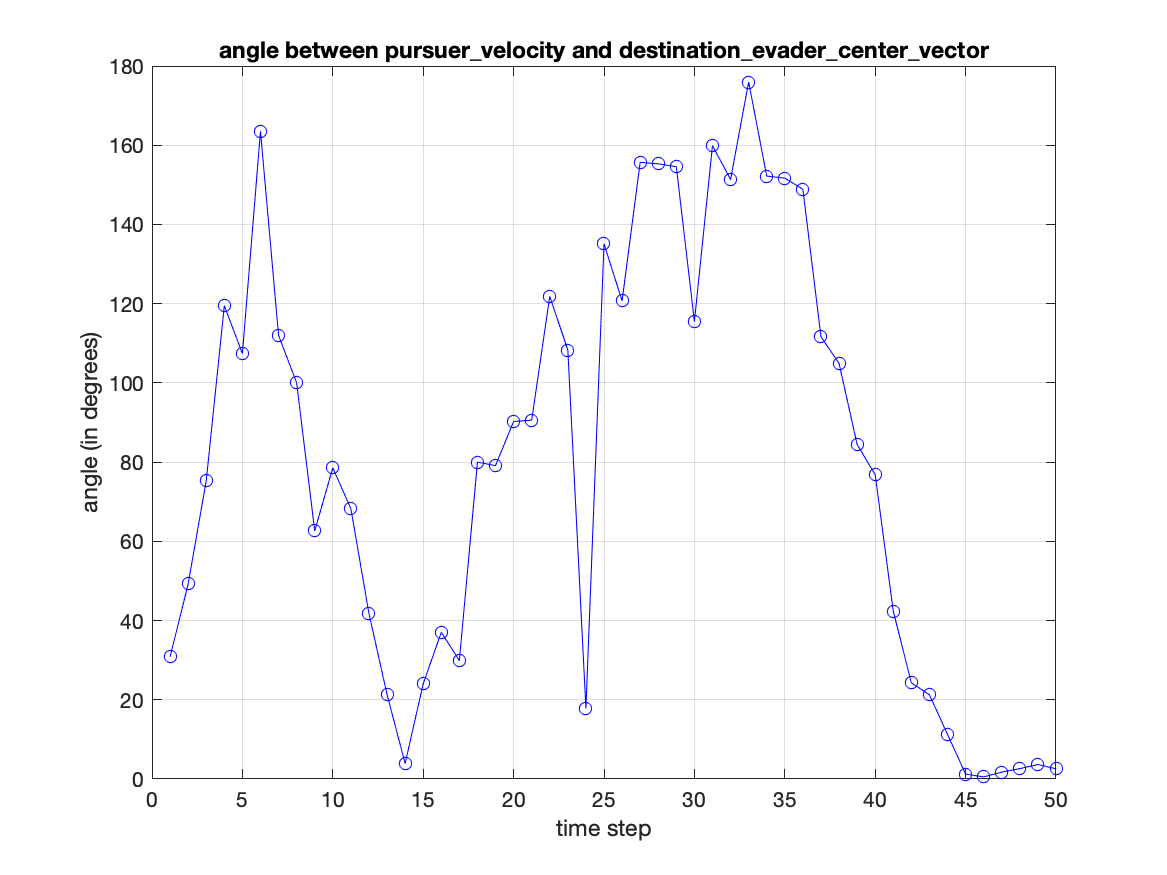 angle between pursuer_velocity and destination_evader_center_vector
180
160
140
120
100
80
60
40
20
0
angle (in degrees)
0 5 10 15 20 25 30 35 40 45 50
time step